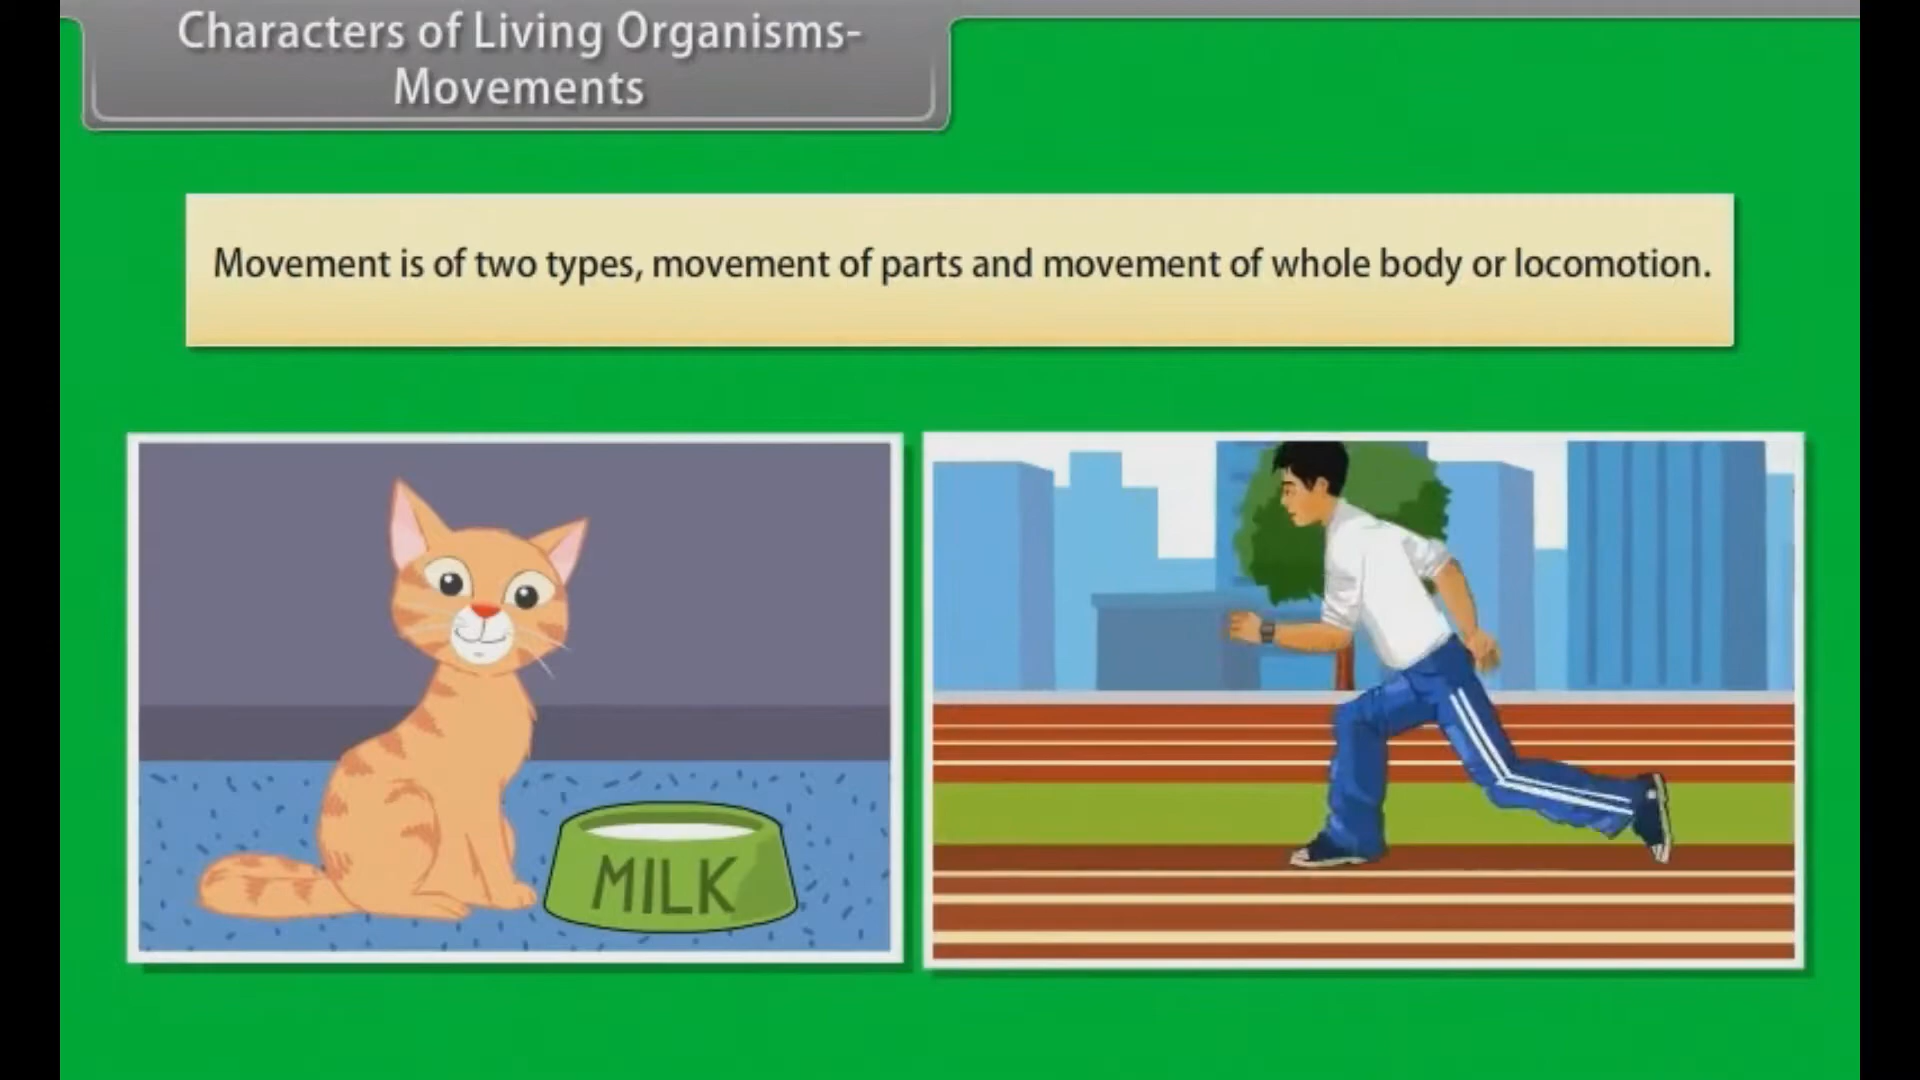 Characters of Living Organisms-
Movements
Movement is of two types, movement of parts and movement of whole body or locomotion.
MILK